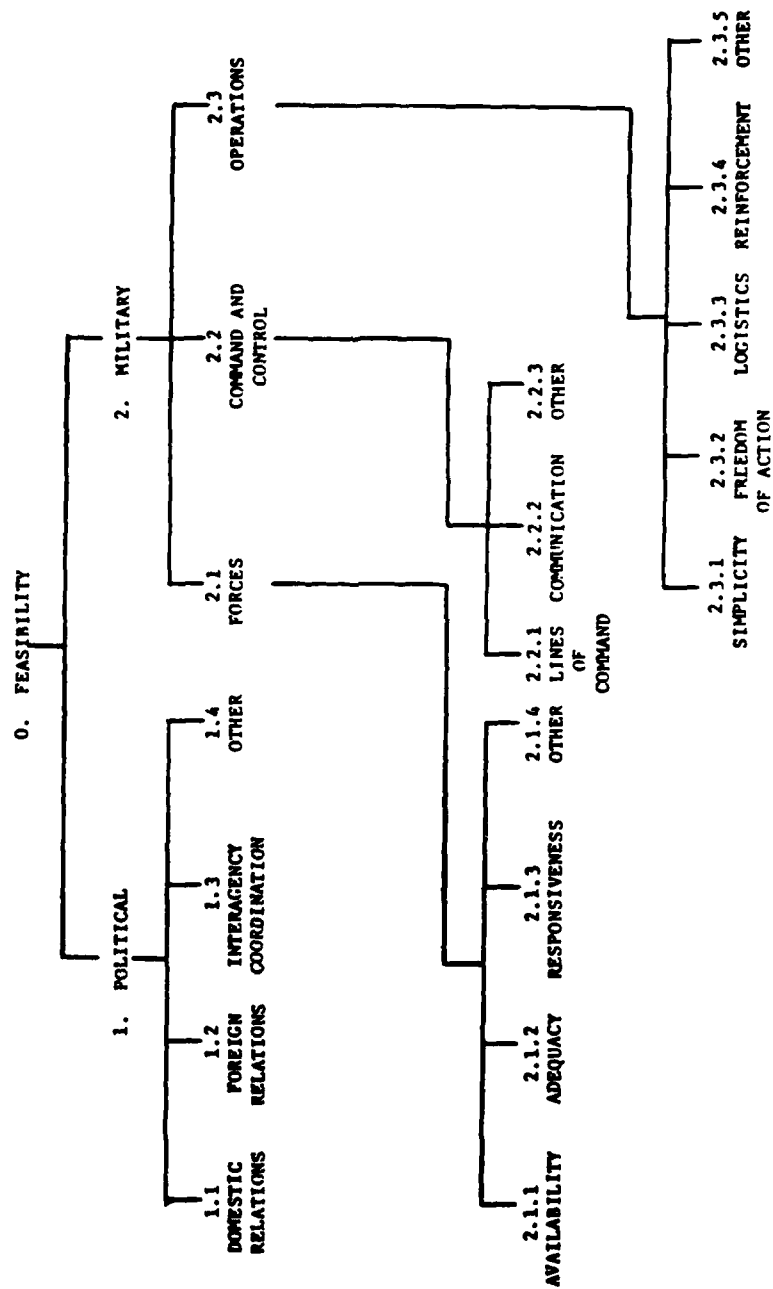 0. FEASIBILITY
1. POLITICAL
2. MILITARY
1.1
DOMESTIC
RELATIONS
1.2
FOREIGN
RELATIONS
1.3
INTERAGENCY
COORDINATION
1.4
OTHER
2.1
FORCES
2.2
COMMAND AND
CONTROL
2.3
OPERATIONS
2.1.1
AVAILABILITY
2.1.2
ADEQUACY
2.1.3
RESPONSIVENESS
2.1.4
OTHER
2.2.1
LINES
OF
COMMAND
2.2.2
COMMUNICATION
2.2.3
OTHER
2.3.1
SIMPLICITY
2.3.2
FREEDOM
OF ACTION
2.3.3
LOGISTICS
2.3.4
REINFORCEMENT
2.3.5
OTHER